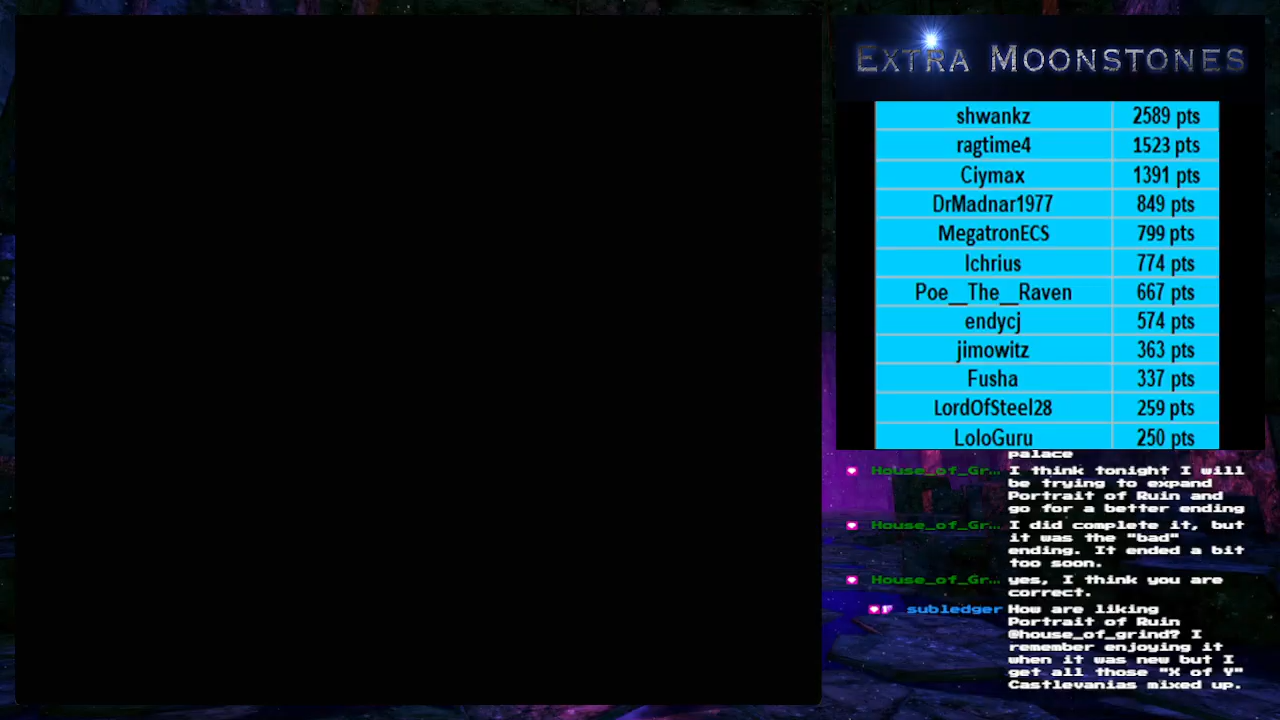 EXTRA MOONSTONES
shwankz 2589 pts
ragtime4 1523 pts
Ciymax 1391 pts
DrMadnar1977 849 pts
MegatronECS 799 pts
Ichrius 774 pts
Poe__The__Raven 667 pts
endycj 574 pts
jimowitz 363 pts
Fusha 337 pts
LordOfSteel28 259 pts
LoloGuru 250 pts
palace
House_of_Gr... I think tonight I will
be trying to expand
Portrait of Ruin and
go for a better ending
House_of_Gr... I did complete it, but
it was the "bad"
ending. It ended a bit
too soon.
House_of_Gr... yes, I think you are
correct.
subledger How are liking
Portrait of Ruin
@house_of_grind? I
remember enjoying it
when it was new but I
get all those "X of Y"
Castlevanias mixed up.